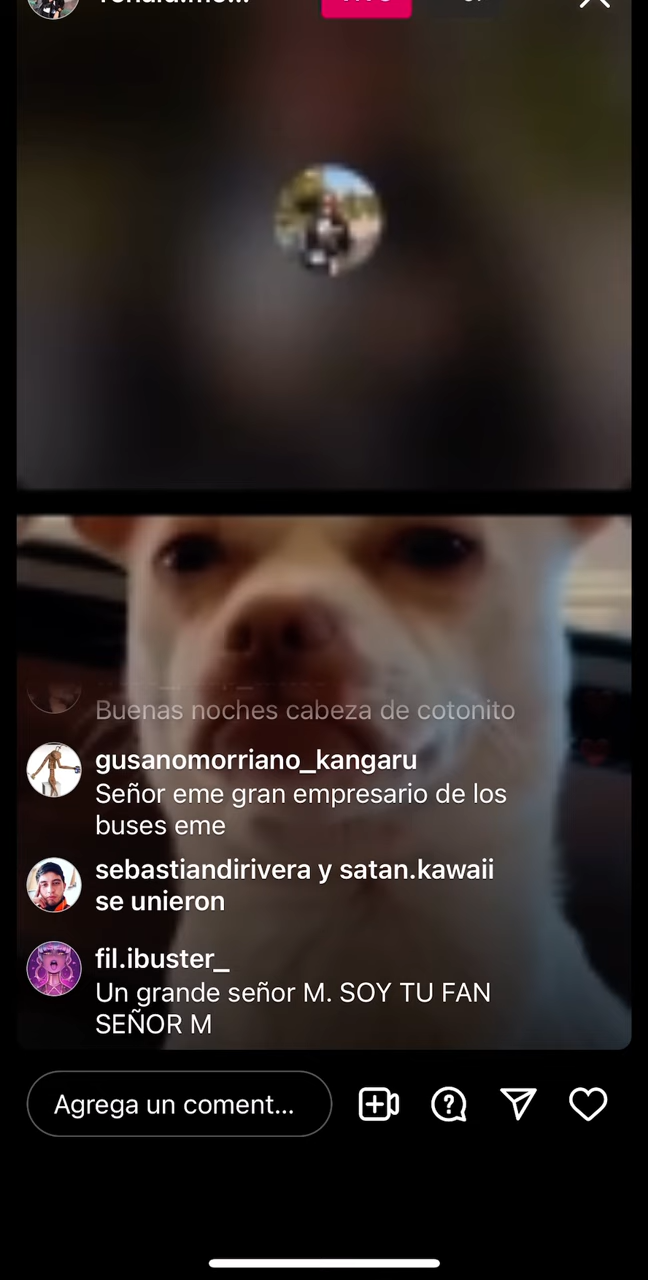 Buenas noches cabeza de cotonito
gusanomorriano_kangaru
Señor eme gran empresario de los
buses eme
sebastiandirivera y satan.kawaii
se unieron
fil.ibuster_
Un grande señor M. SOY TU FAN
SEÑOR M
Agrega un coment...